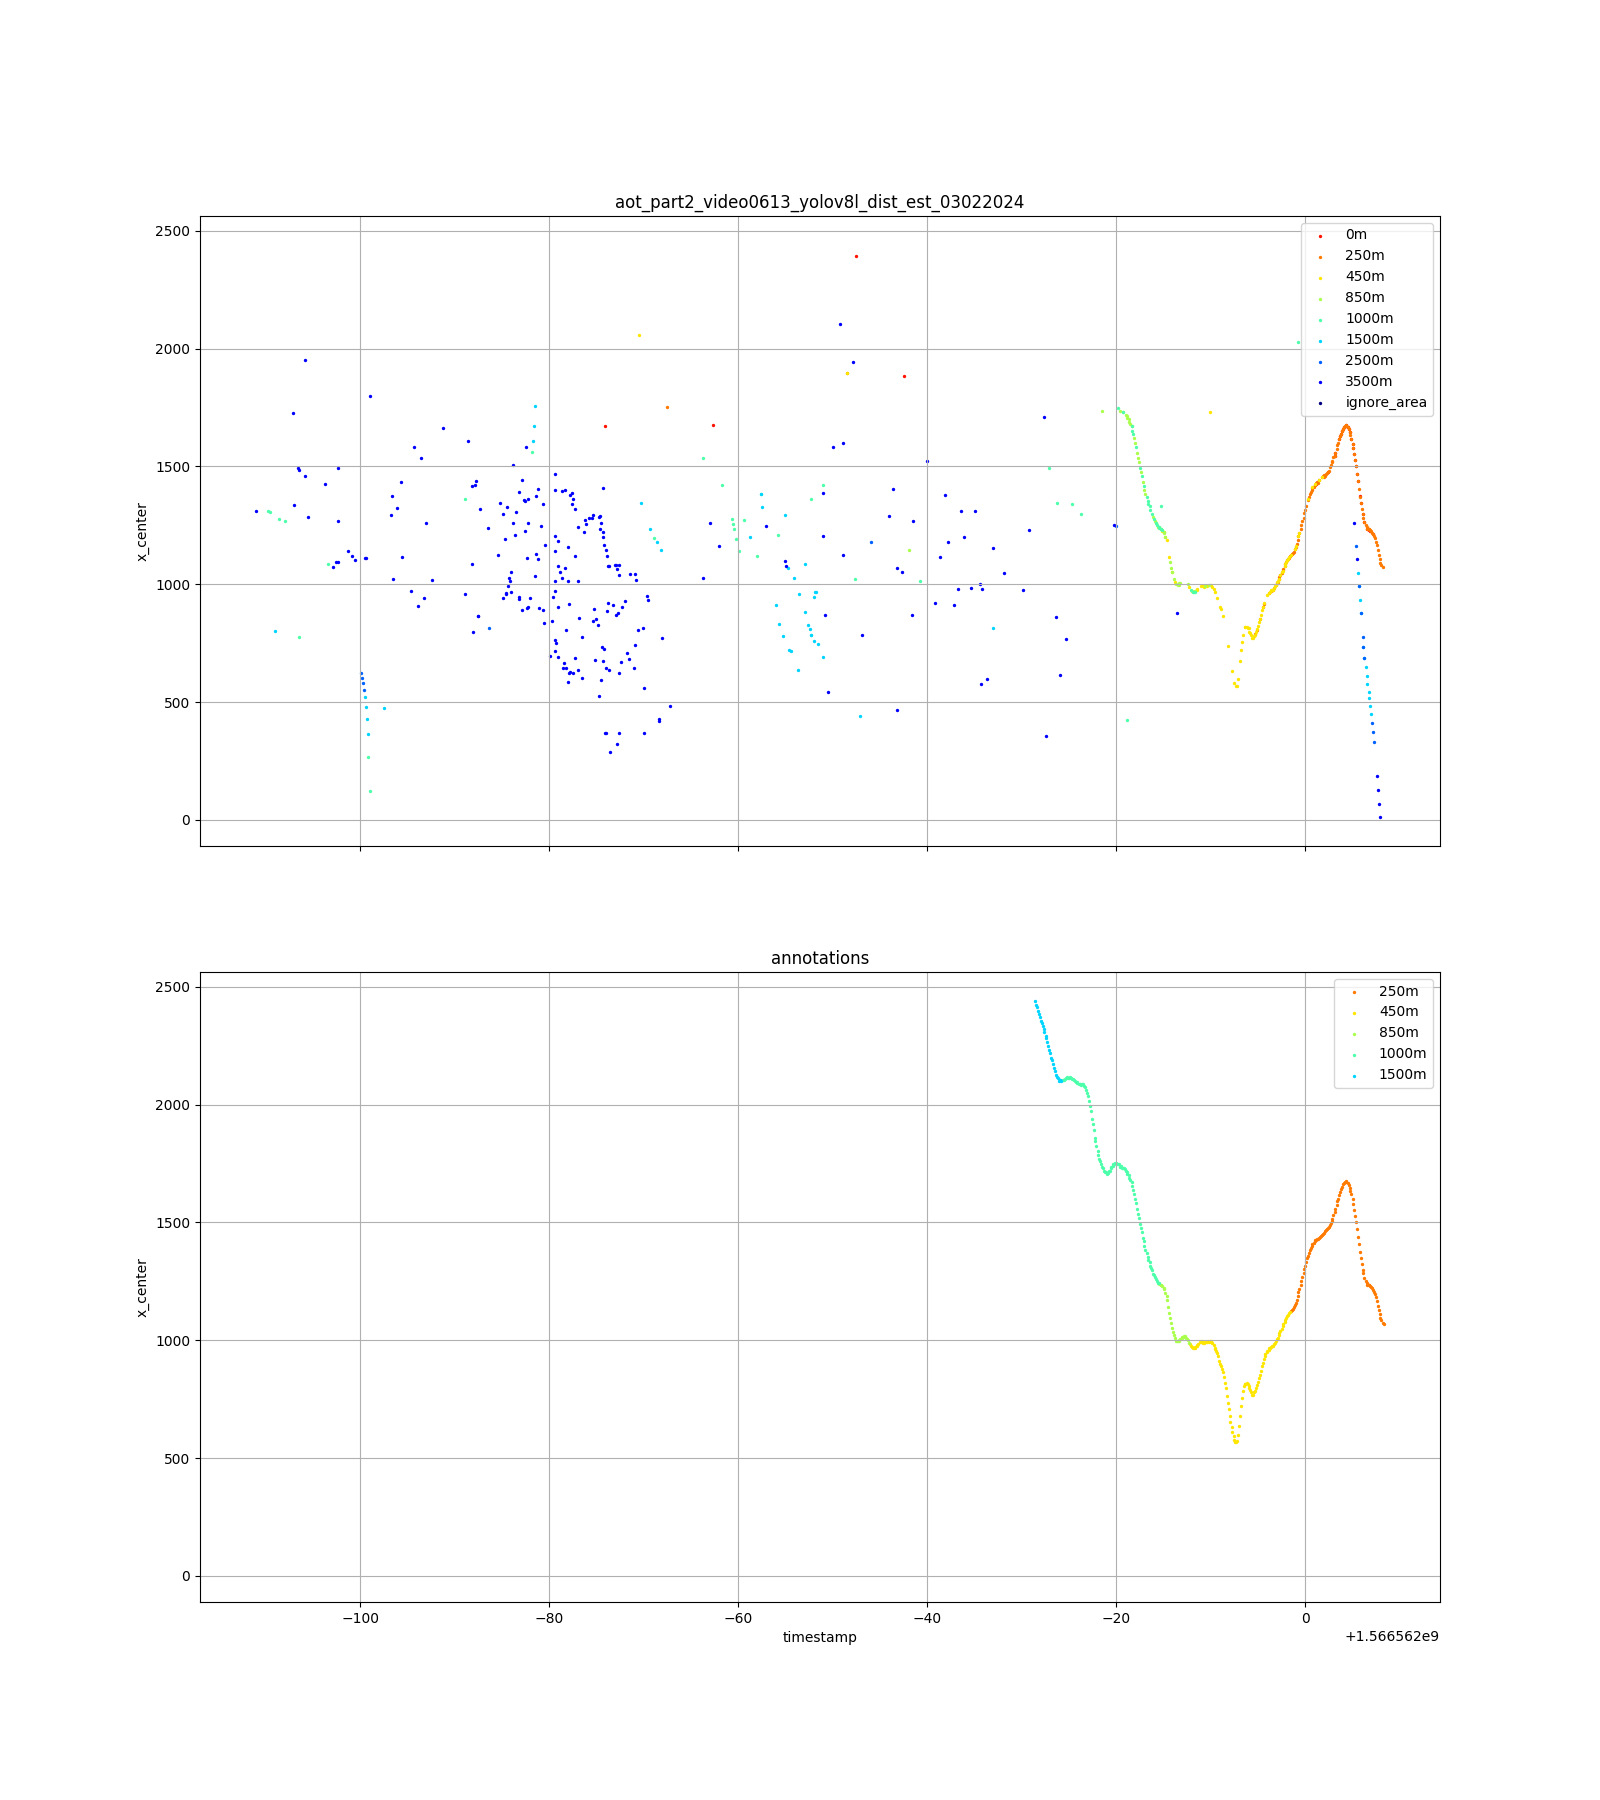 aot_part2_video0613_yolov8l_dist_est_03022024
2500
2000
1500
1000
500
0
x_center
0m
250m
450m
850m
1000m
1500m
2500m
3500m
ignore_area
annotations
2500
2000
1500
1000
500
0
x_center
250m
450m
850m
1000m
1500m
−100
−80
−60
−40
−20
0
timestamp
+1.566562e9